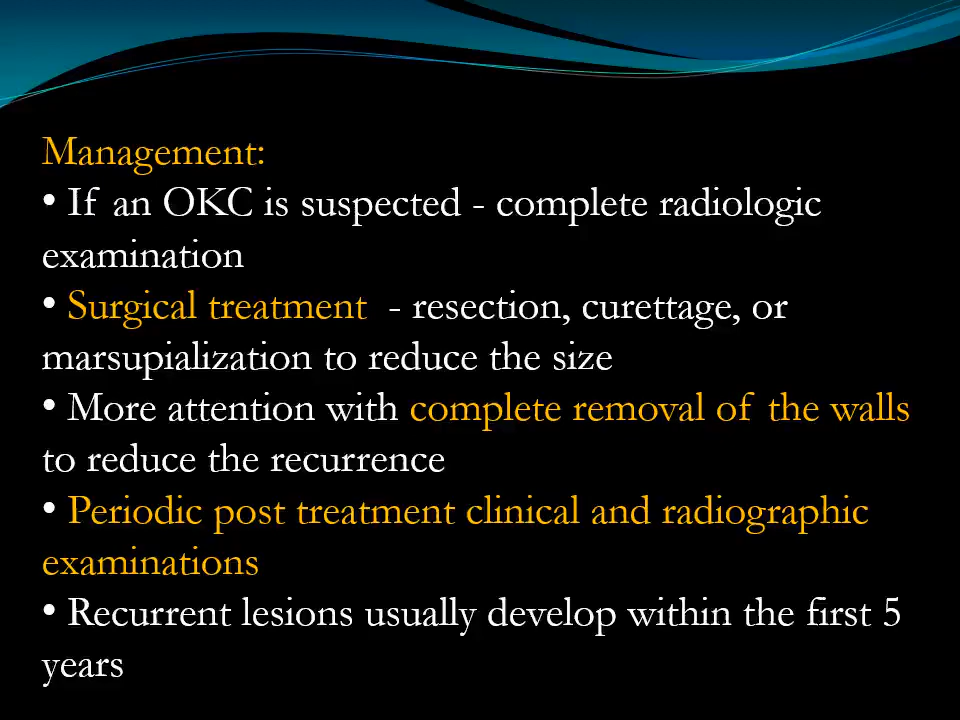 Management:
• If an OKC is suspected - complete radiologic
examination
• Surgical treatment - resection, curettage, or
marsupialization to reduce the size
• More attention with complete removal of the walls
to reduce the recurrence
• Periodic post treatment clinical and radiographic
examinations
• Recurrent lesions usually develop within the first 5
years